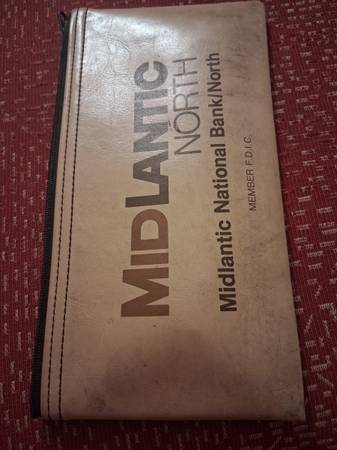 MIDLANTIC
NORTH
Midlantic National Bank/North
MEMBER F.D.I.C.